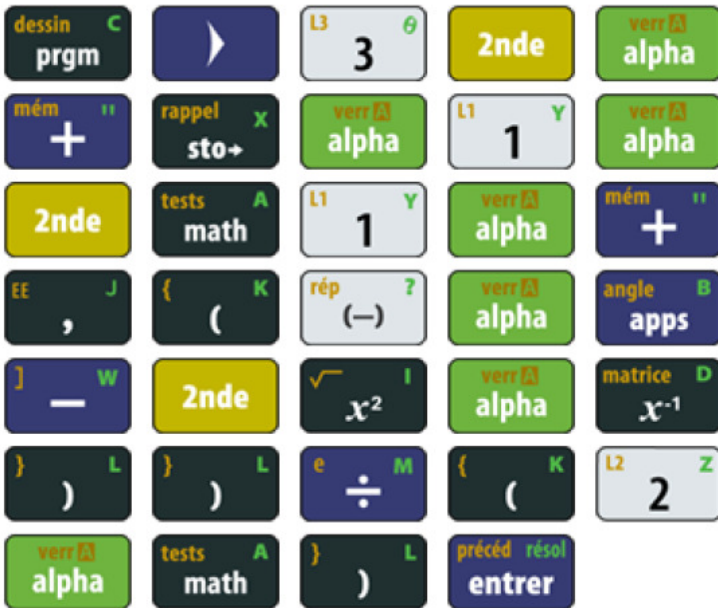 dessin C prgm
L3 θ 3
2nde
verr A alpha
mém " +
rappel X sto→
verr A alpha
L1 Y 1
verr A alpha
2nde
tests A math
L1 Y 1
verr A alpha
mém " +
EE J ,
{ K (
rép ? (–)
verr A alpha
angle B apps
] W –
2nde
√ I x²
verr A alpha
matrice D x⁻¹
} L )
} L )
e M ÷
{ K (
L2 Z 2
verr A alpha
tests A math
} L )
précéd résol entrer